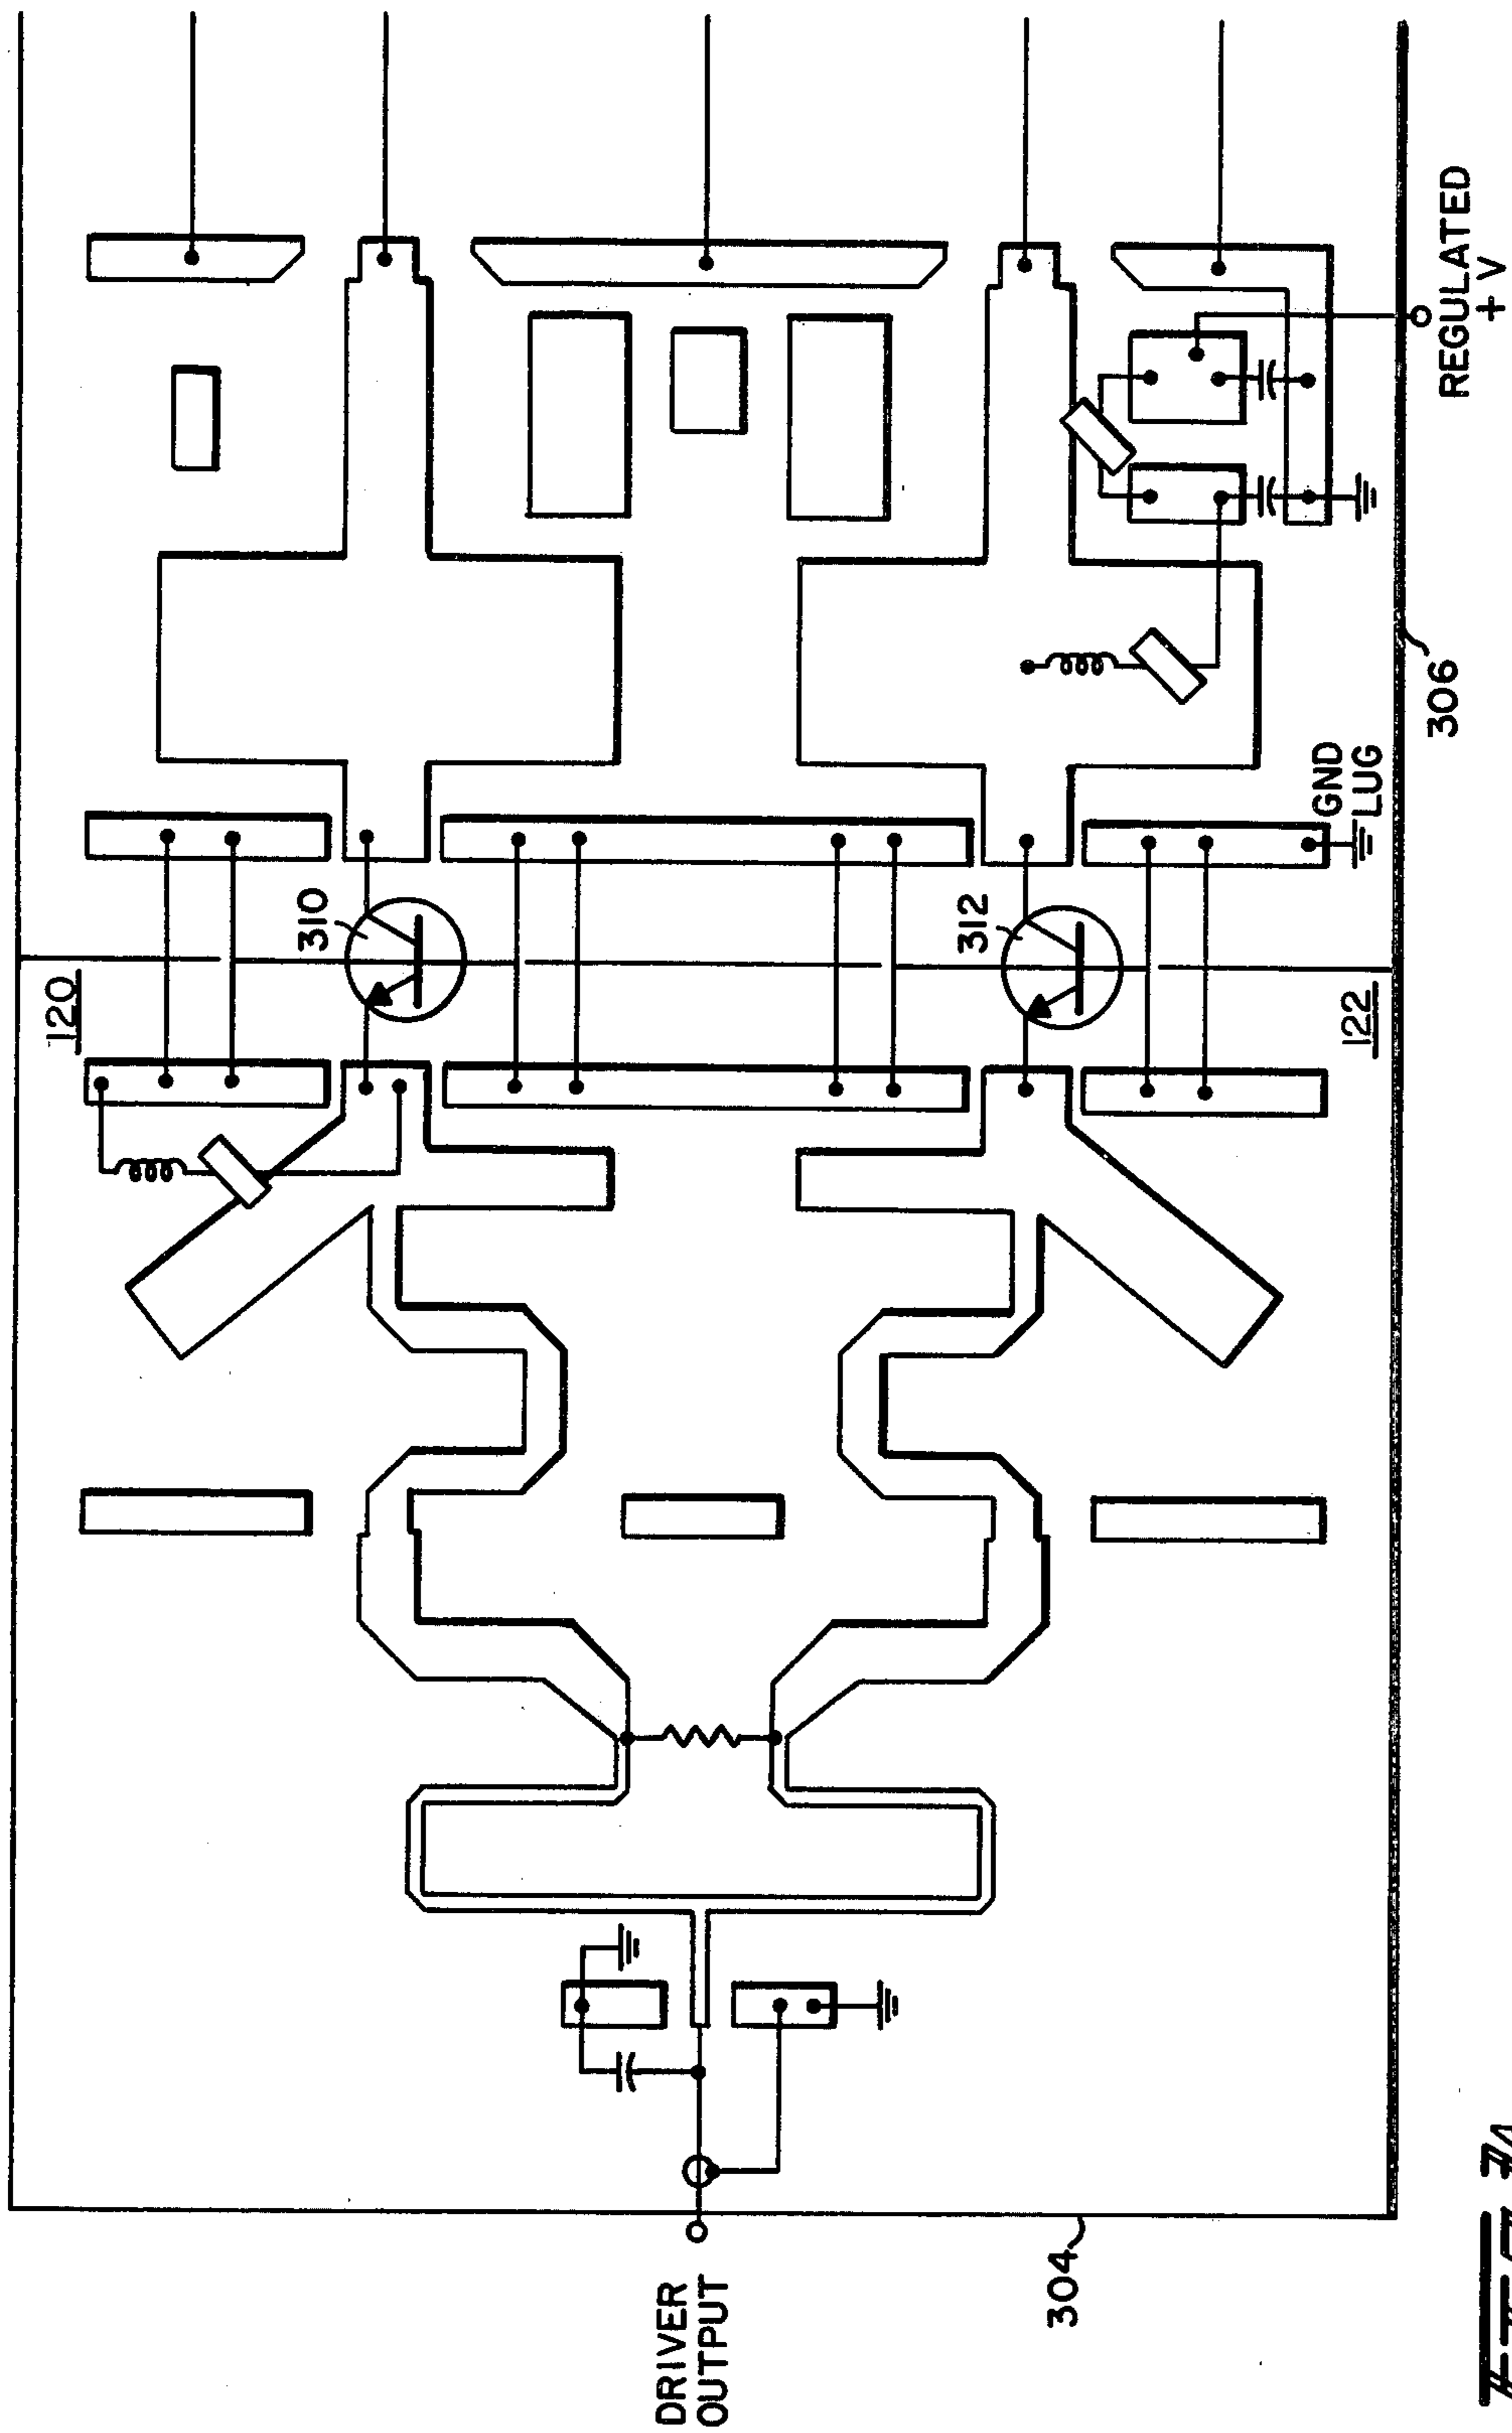 120
310
312
122
GND
LUG
REGULATED
+ V
306
DRIVER
OUTPUT
304